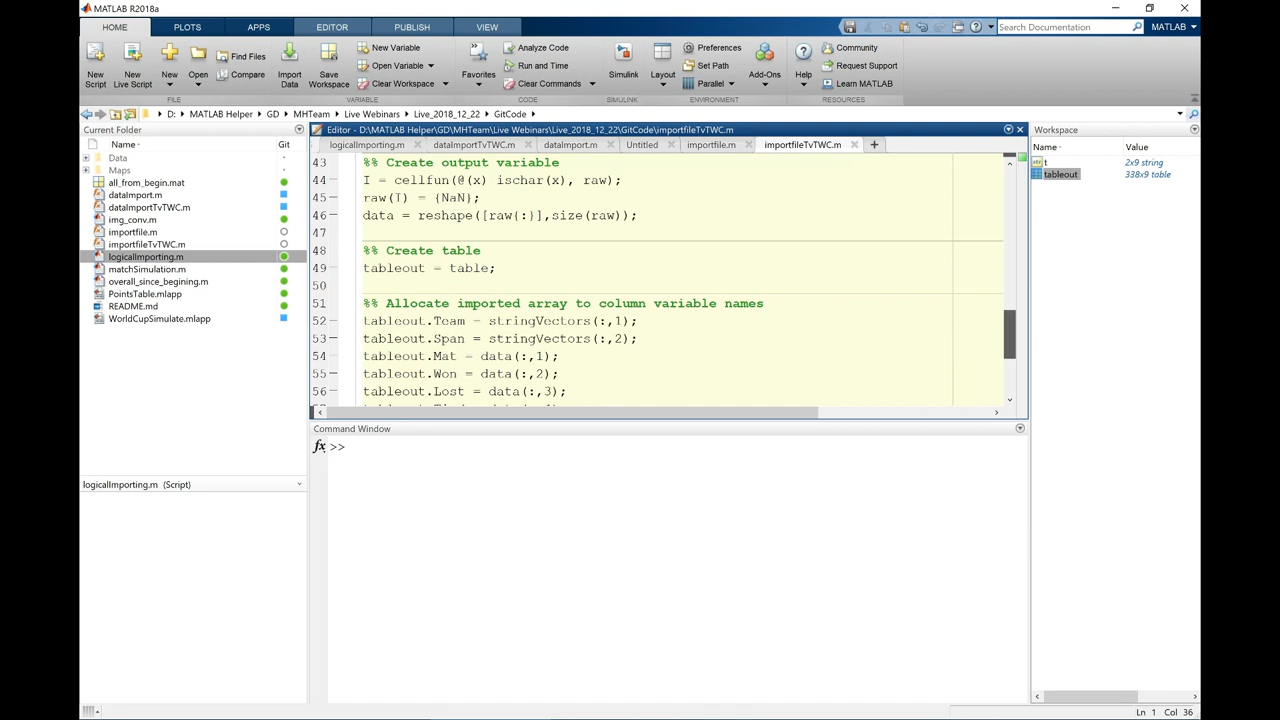 MATLAB R2018a
HOME PLOTS APPS EDITOR PUBLISH VIEW
Search Documentation MATLAB
New Script
New Live Script
New
Open
Find Files
Compare
Import Data
Save Workspace
New Variable
Open Variable
Clear Workspace
Favorites
Analyze Code
Run and Time
Clear Commands
Simulink
Layout
Preferences
Set Path
Parallel
Add-Ons
Help
Community
Request Support
Learn MATLAB
FILE VARIABLE CODE SIMULINK ENVIRONMENT RESOURCES
D: MATLAB Helper GD MHTeam Live Webinars Live_2018_12_22 GitCode
Current Folder
Name Git
Data
Maps
all_from_begin.mat
dataImport.m
dataImportTvTWC.m
img_conv.m
importfile.m
importfileTvTWC.m
logicalImporting.m
matchSimulation.m
overall_since_begining.m
PointsTable.mlapp
README.md
WorldCupSimulate.mlapp
logicalImporting.m (Script)
Editor - D:\MATLAB Helper\GD\MHTeam\Live Webinars\Live_2018_12_22\GitCode\importfileTvTWC.m
logicalImporting.m dataImportTvTWC.m dataImport.m Untitled importfile.m importfileTvTWC.m
43 %% Create output variable
44 I = cellfun(@(x) ischar(x), raw);
45 raw(I) = {NaN};
46 data = reshape([raw{:}],size(raw));
47
48 %% Create table
49 tableout = table;
50
51 %% Allocate imported array to column variable names
52 tableout.Team = stringVectors(:,1);
53 tableout.Span = stringVectors(:,2);
54 tableout.Mat = data(:,1);
55 tableout.Won = data(:,2);
56 tableout.Lost = data(:,3);
Command Window
fx >>
Workspace
Name Value
t 2x9 string
tableout 338x9 table
Ln 1 Col 36